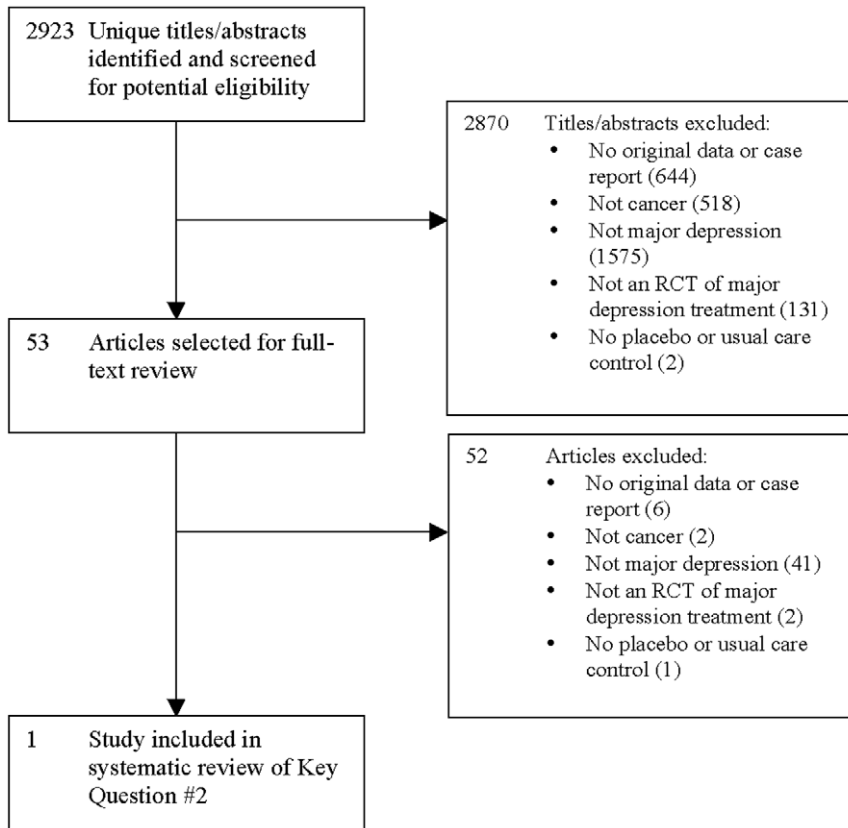 2923 Unique titles/abstracts
identified and screened
for potential eligibility
2870 Titles/abstracts excluded:
• No original data or case
report (644)
• Not cancer (518)
• Not major depression
(1575)
• Not an RCT of major
depression treatment (131)
• No placebo or usual care
control (2)
53 Articles selected for full-
text review
52 Articles excluded:
• No original data or case
report (6)
• Not cancer (2)
• Not major depression (41)
• Not an RCT of major
depression treatment (2)
• No placebo or usual care
control (1)
1 Study included in
systematic review of Key
Question #2